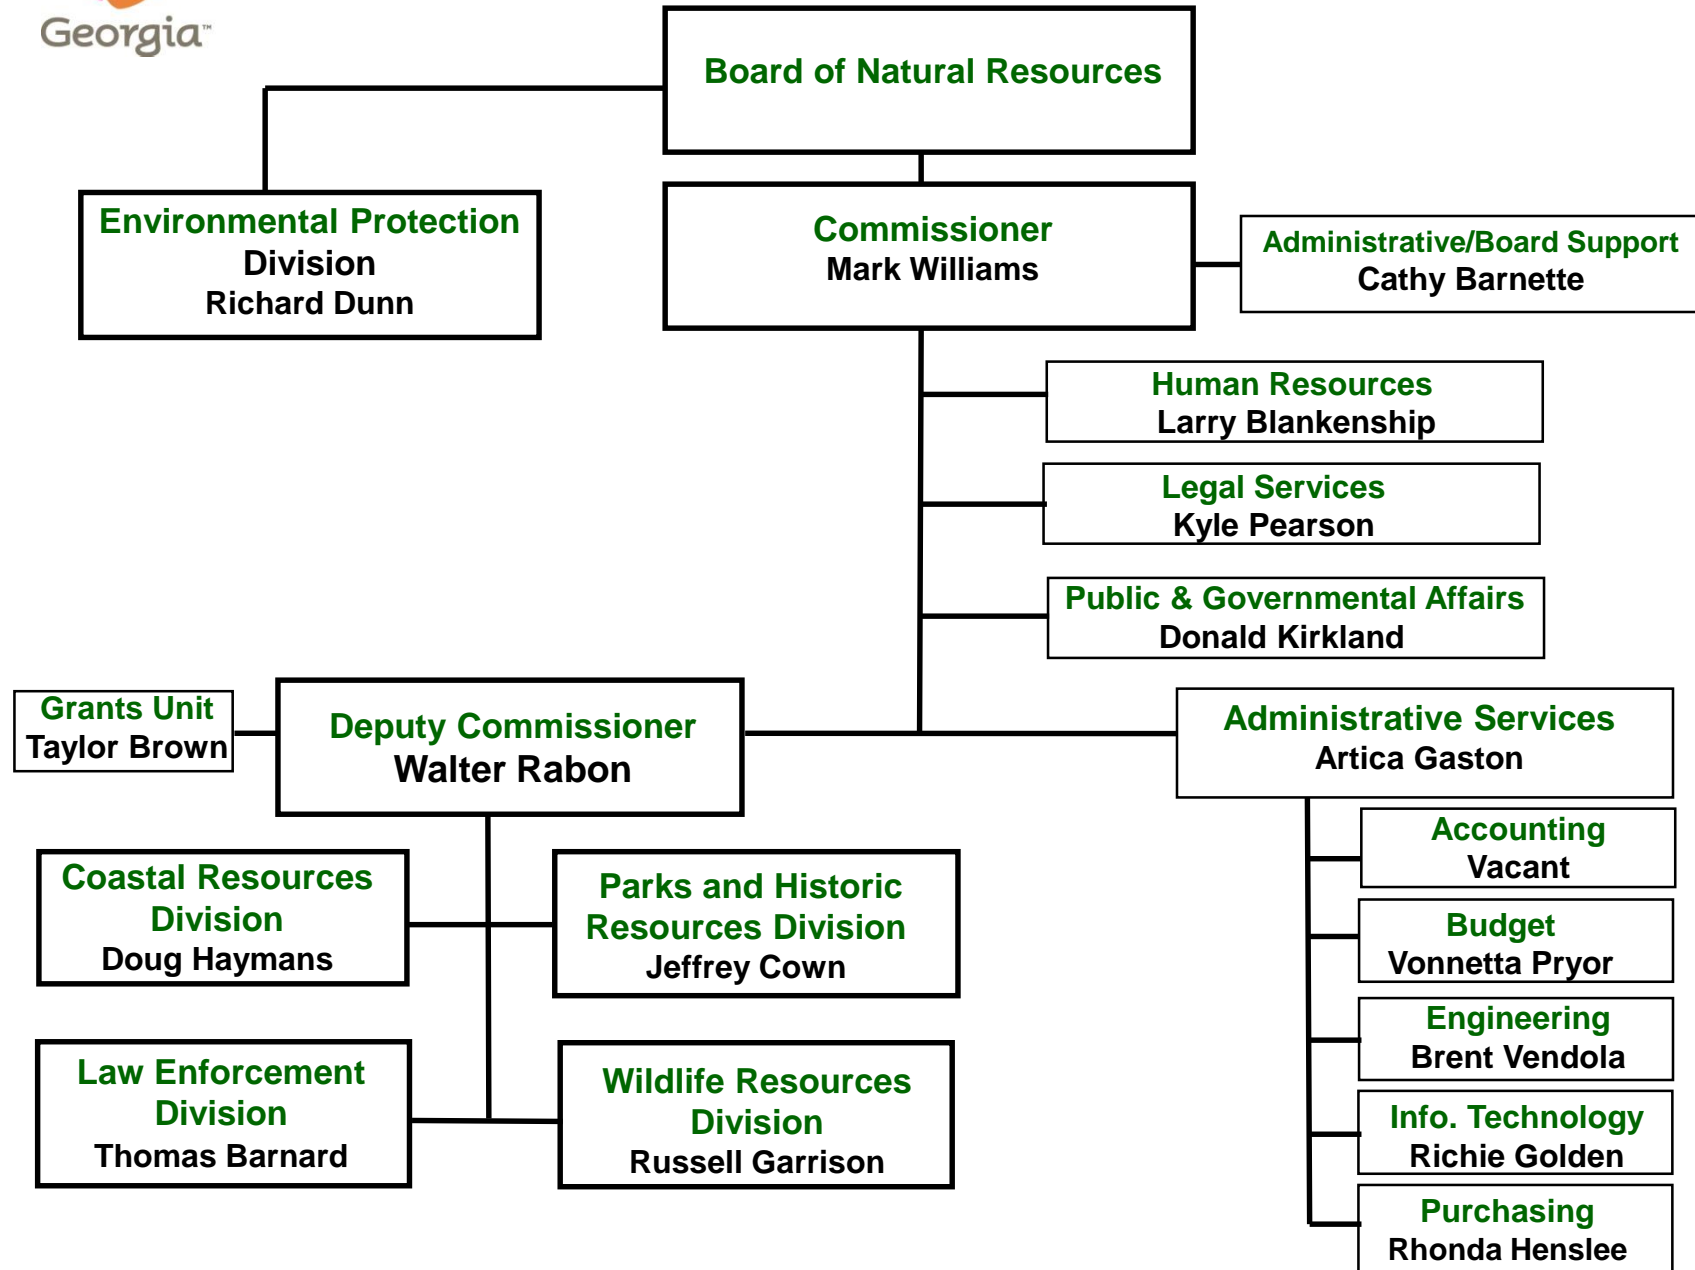 Georgia™
Board of Natural Resources
Environmental Protection
Division
Richard Dunn
Commissioner
Mark Williams
Administrative/Board Support
Cathy Barnette
Human Resources
Larry Blankenship
Legal Services
Kyle Pearson
Public & Governmental Affairs
Donald Kirkland
Grants Unit
Taylor Brown
Deputy Commissioner
Walter Rabon
Administrative Services
Artica Gaston
Coastal Resources
Division
Doug Haymans
Parks and Historic
Resources Division
Jeffrey Cown
Law Enforcement
Division
Thomas Barnard
Wildlife Resources
Division
Russell Garrison
Accounting
Vacant
Budget
Vonnetta Pryor
Engineering
Brent Vendola
Info. Technology
Richie Golden
Purchasing
Rhonda Henslee